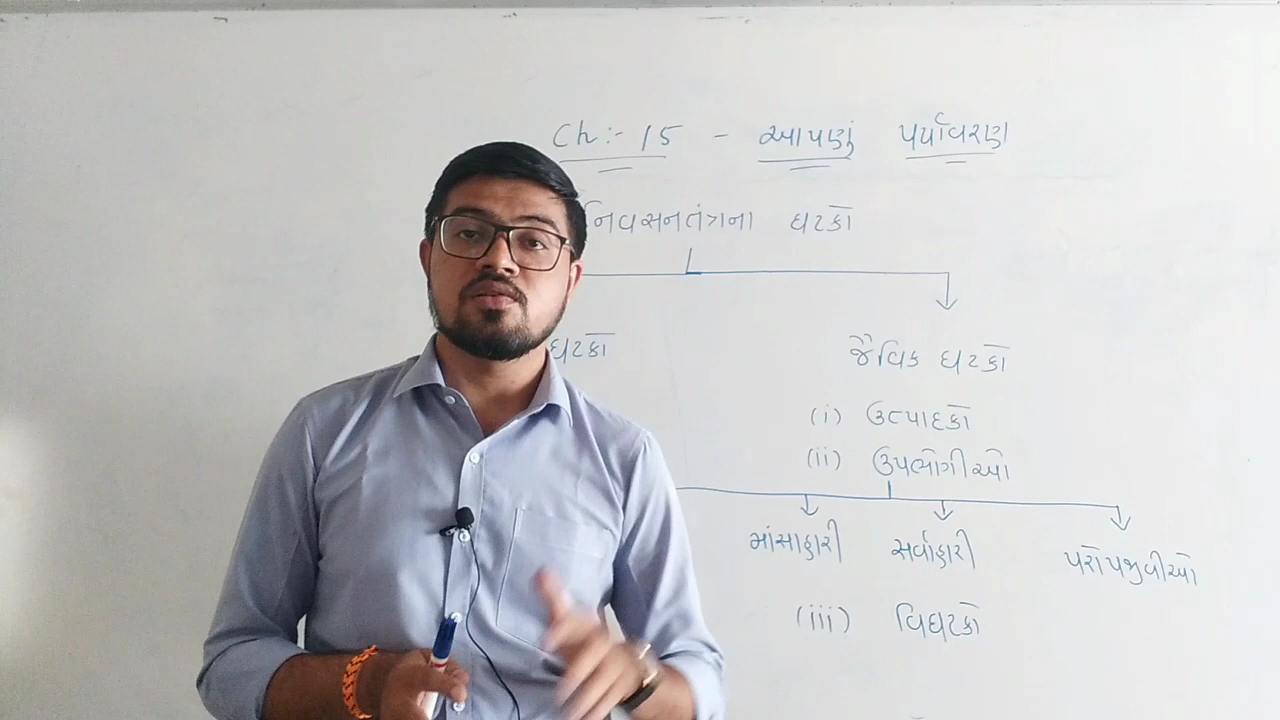 Ch:- 15 - આપણું પર્યાવરણ
નિવસનતંત્રના ઘટકો
ઘટકો
જૈવિક ઘટકો
(i) ઉત્પાદકો
(ii) ઉપભોગીઓ
માંસાહારી સર્વાહારી પરોપજીવીઓ
(iii) વિઘટકો